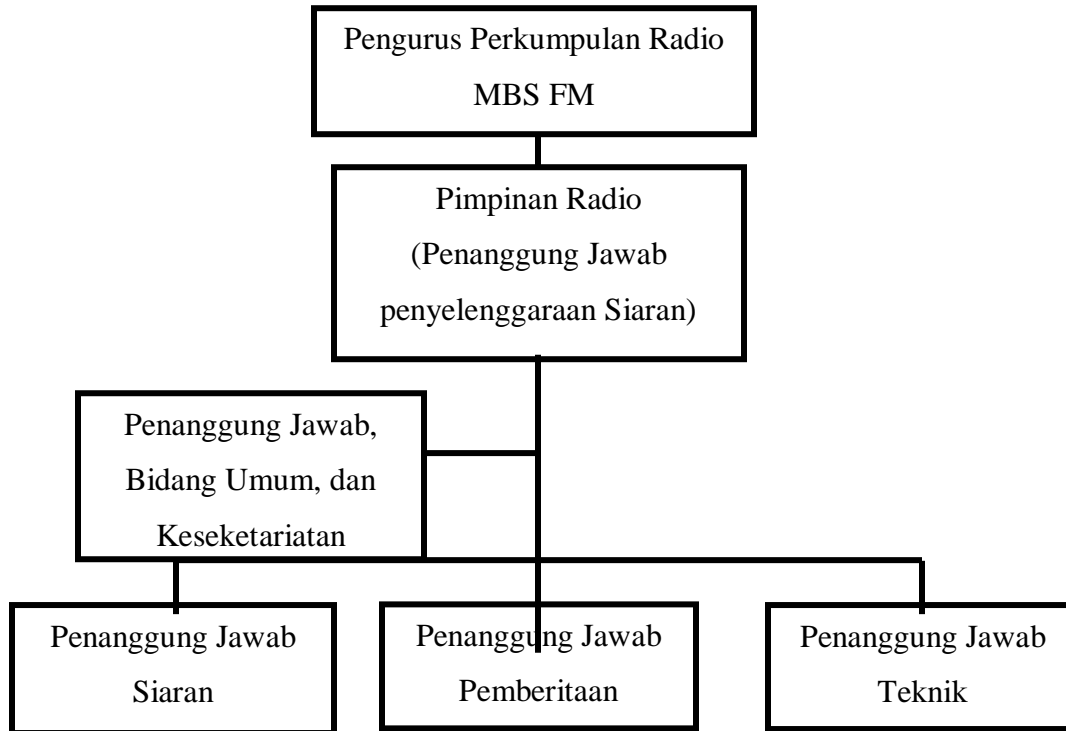 Pengurus Perkumpulan Radio
MBS FM
Pimpinan Radio
(Penanggung Jawab
penyelenggaraan Siaran)
Penanggung Jawab,
Bidang Umum, dan
Keseketariatan
Penanggung Jawab
Siaran
Penanggung Jawab
Pemberitaan
Penanggung Jawab
Teknik